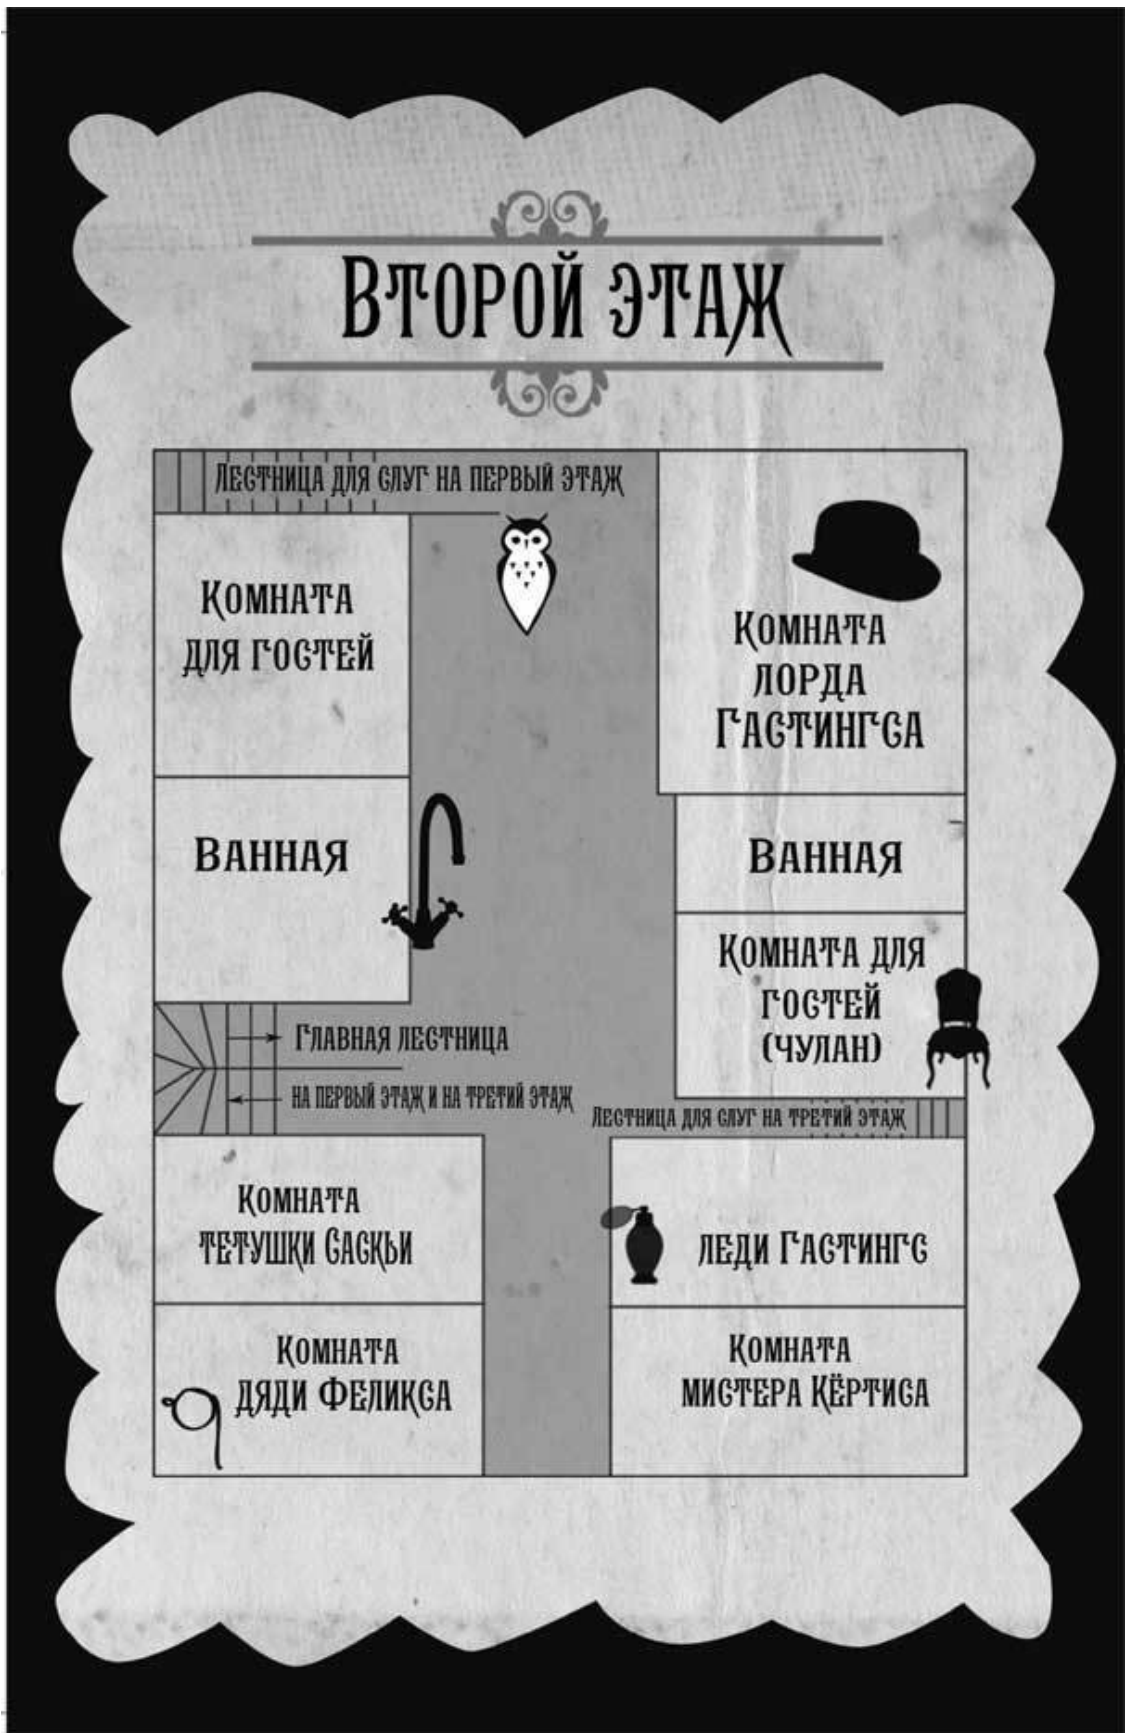 Второй этаж
Лестница для слуг на первый этаж
Комната
для гостей
Комната
лорда
Гастингса
Ванная
Ванная
Комната для
гостей
(чулан)
Главная лестница
на первый этаж и на третий этаж
Лестница для слуг на третий этаж
Комната
тетушки Саскьи
леди Гастингс
Комната
дяди Феликса
Комната
мистера Кёртиса